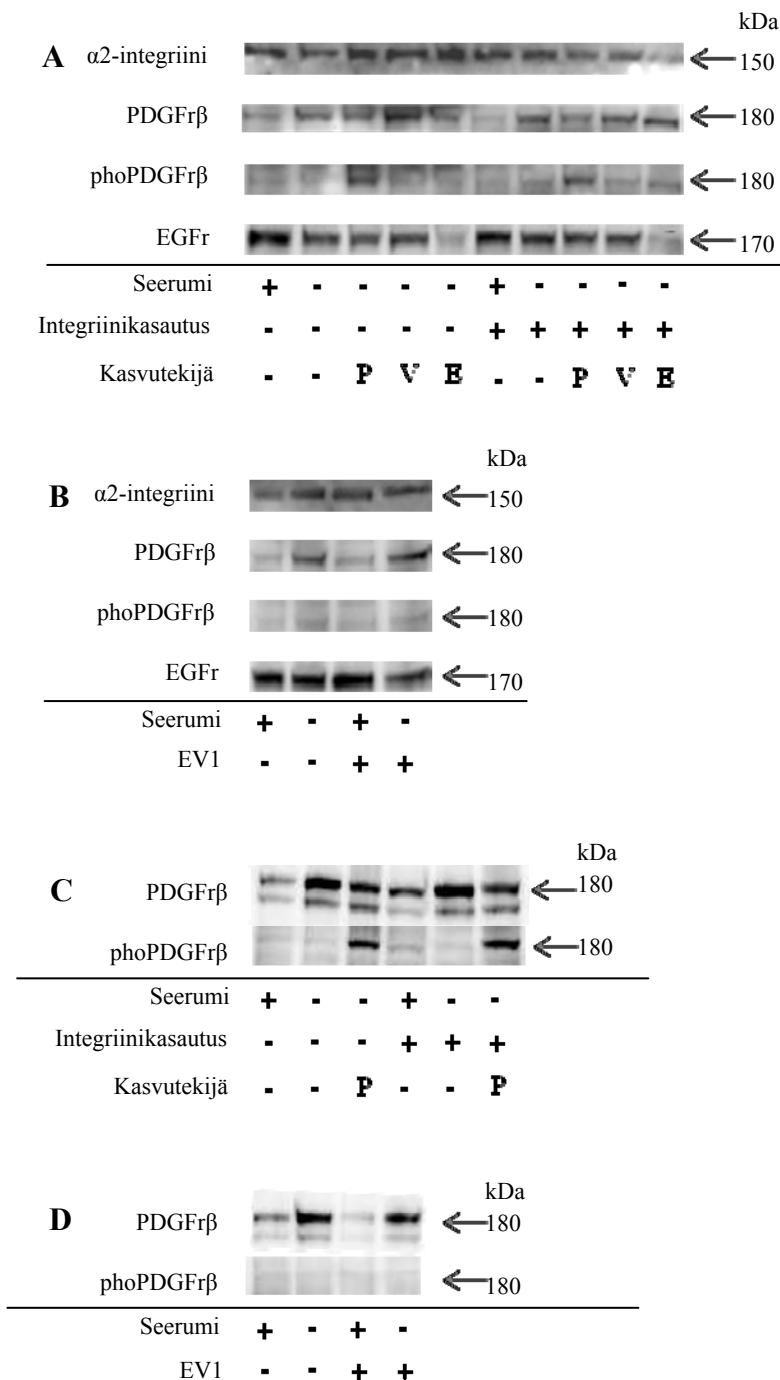 kDa
A α2-integriini 150
PDGFrβ 180
phoPDGFrβ 180
EGFr 170
Seerumi + - - - - + - - - -
Integriinikasautus - - - - - + + + + +
Kasvutekijä - - P V E - - P V E
kDa
B α2-integriini 150
PDGFrβ 180
phoPDGFrβ 180
EGFr 170
Seerumi + - + -
EV1 - - + +
kDa
C PDGFrβ 180
phoPDGFrβ 180
Seerumi + - - + - -
Integriinikasautus - - - + + +
Kasvutekijä - - P - - P
kDa
D PDGFrβ 180
phoPDGFrβ 180
Seerumi + - + -
EV1 - - + +